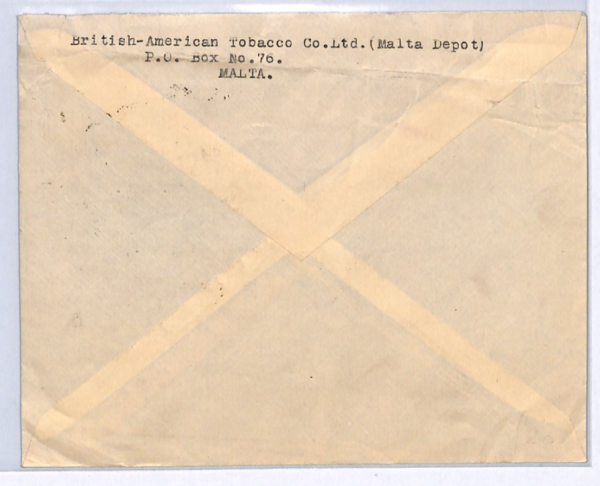 British-American Tobacco Co.Ltd.(Malta Depot)
P.O. Box No.76.
MALTA.